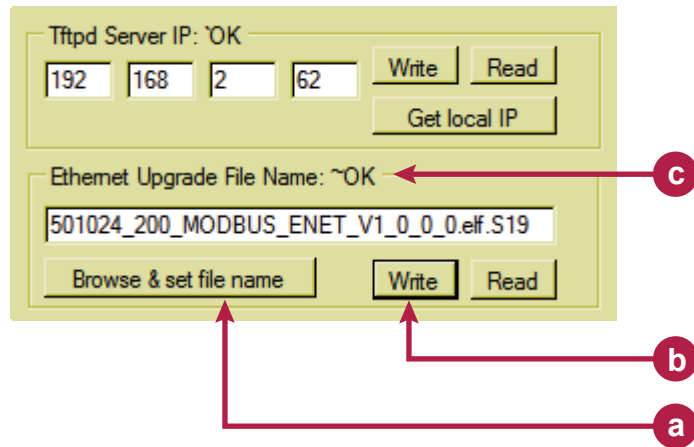 Tftpd Server IP: `OK
192 168 2 62 Write Read
Get local IP
Ethernet Upgrade File Name: ~OK
c
501024_200_MODBUS_ENET_V1_0_0_0.elf.S19
Browse & set file name Write Read
b
a